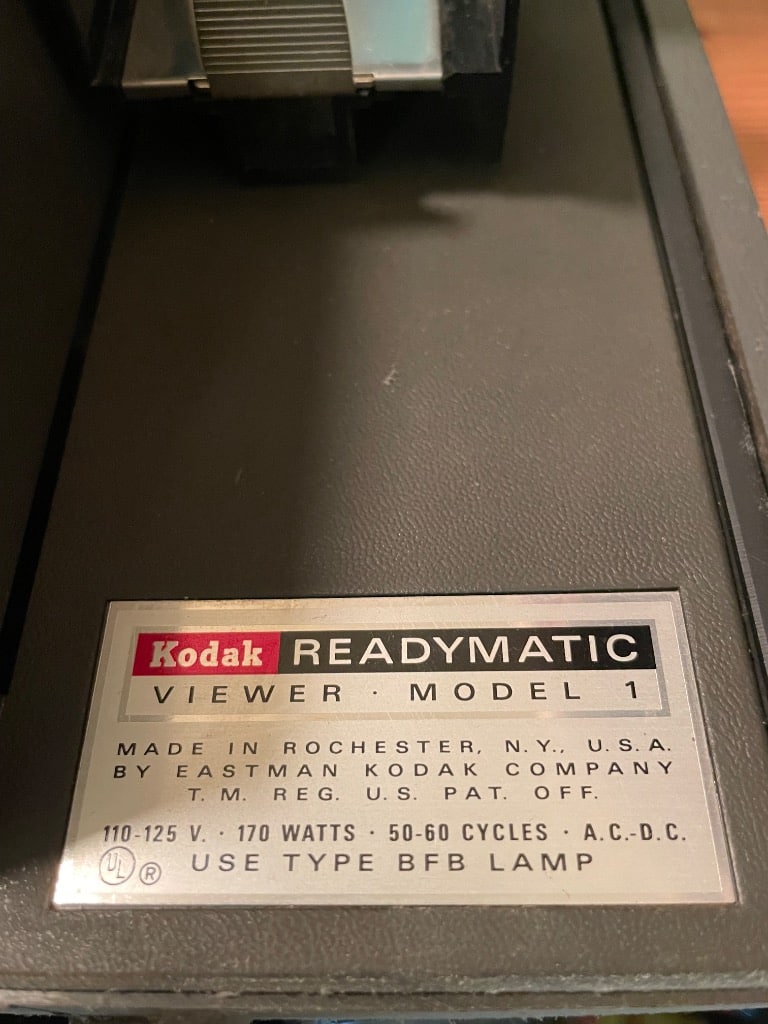 Kodak READYMATIC
VIEWER · MODEL 1
MADE IN ROCHESTER, N.Y., U.S.A.
BY EASTMAN KODAK COMPANY
T. M. REG. U.S. PAT. OFF.
110-125 V. · 170 WATTS · 50-60 CYCLES · A.C.-D.C.
UL ® USE TYPE BFB LAMP